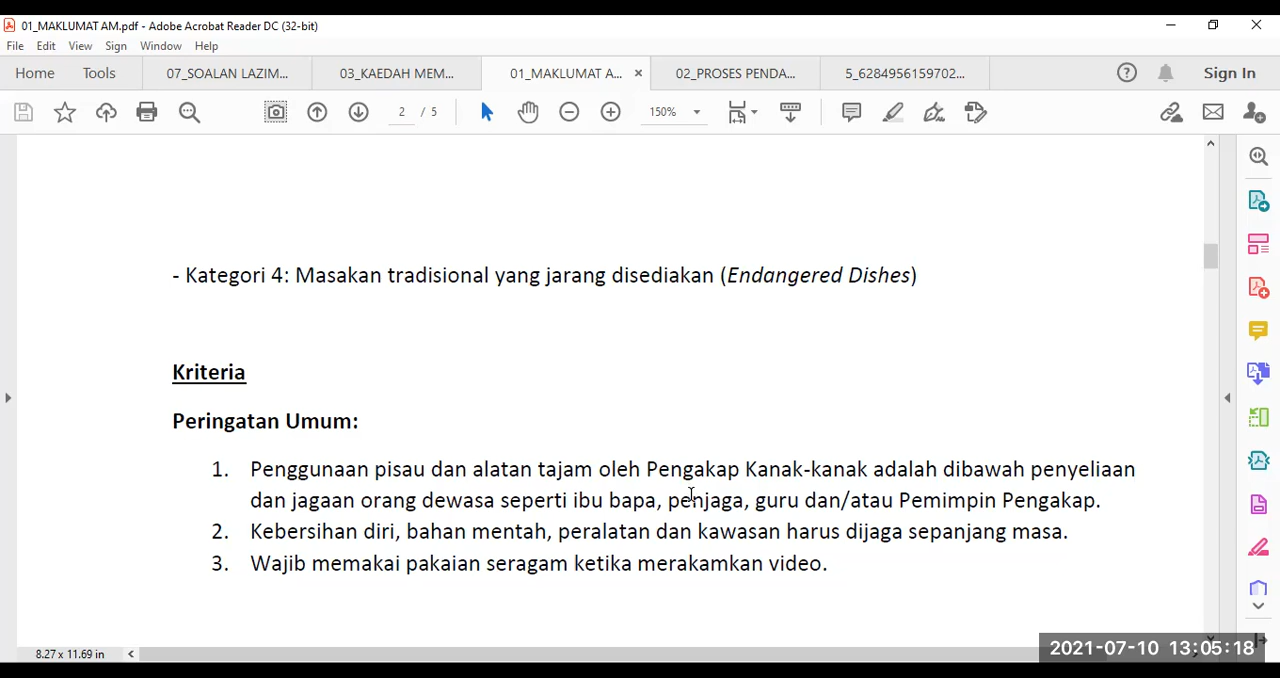 01_MAKLUMAT AM.pdf - Adobe Acrobat Reader DC (32-bit)
File Edit View Sign Window Help
Home Tools 07_SOALAN LAZIM... 03_KAEDAH MEM... 01_MAKLUMAT A... × 02_PROSES PENDA... 5_6284956159702... Sign In
2 / 5 150%
- Kategori 4: Masakan tradisional yang jarang disediakan (Endangered Dishes)
Kriteria
Peringatan Umum:
1. Penggunaan pisau dan alatan tajam oleh Pengakap Kanak-kanak adalah dibawah penyeliaan
dan jagaan orang dewasa seperti ibu bapa, penjaga, guru dan/atau Pemimpin Pengakap.
2. Kebersihan diri, bahan mentah, peralatan dan kawasan harus dijaga sepanjang masa.
3. Wajib memakai pakaian seragam ketika merakamkan video.
8.27 x 11.69 in
2021-07-10 13:05:18